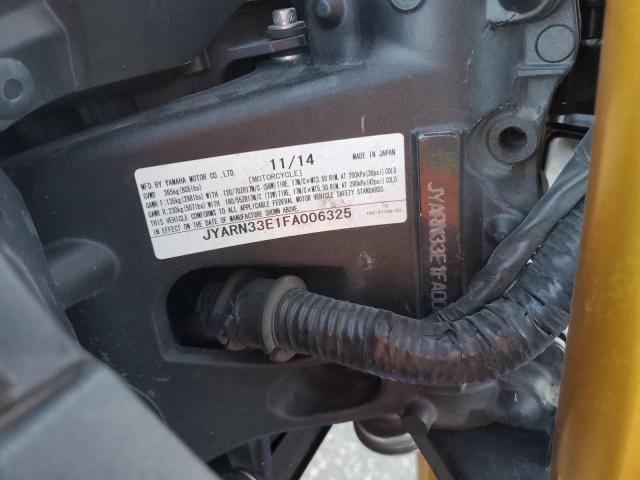 11/14
MFD. BY YAMAHA MOTOR CO., LTD. [MOTORCYCLE] MADE IN JAPAN
GVWR 365kg(805lbs) WITH 120/70ZR17M/C (58W)TIRE, 17M/C×MT3.50 RIM, AT 250kPa(36psi) COLD
GAWR F:135kg(298lbs) WITH 180/55ZR17M/C (73W)TIRE, 17M/C×MT5.50 RIM, AT 290kPa(42psi) COLD
GAWR R:230kg(507lbs)
THIS VEHICLE CONFORMS TO ALL APPLICABLE FEDERAL MOTOR VEHICLE SAFETY STANDARDS
IN EFFECT ON THE DATE OF MANUFACTURE SHOWN ABOVE.
JYARN33E1FA006325
JYARN33E1FA00